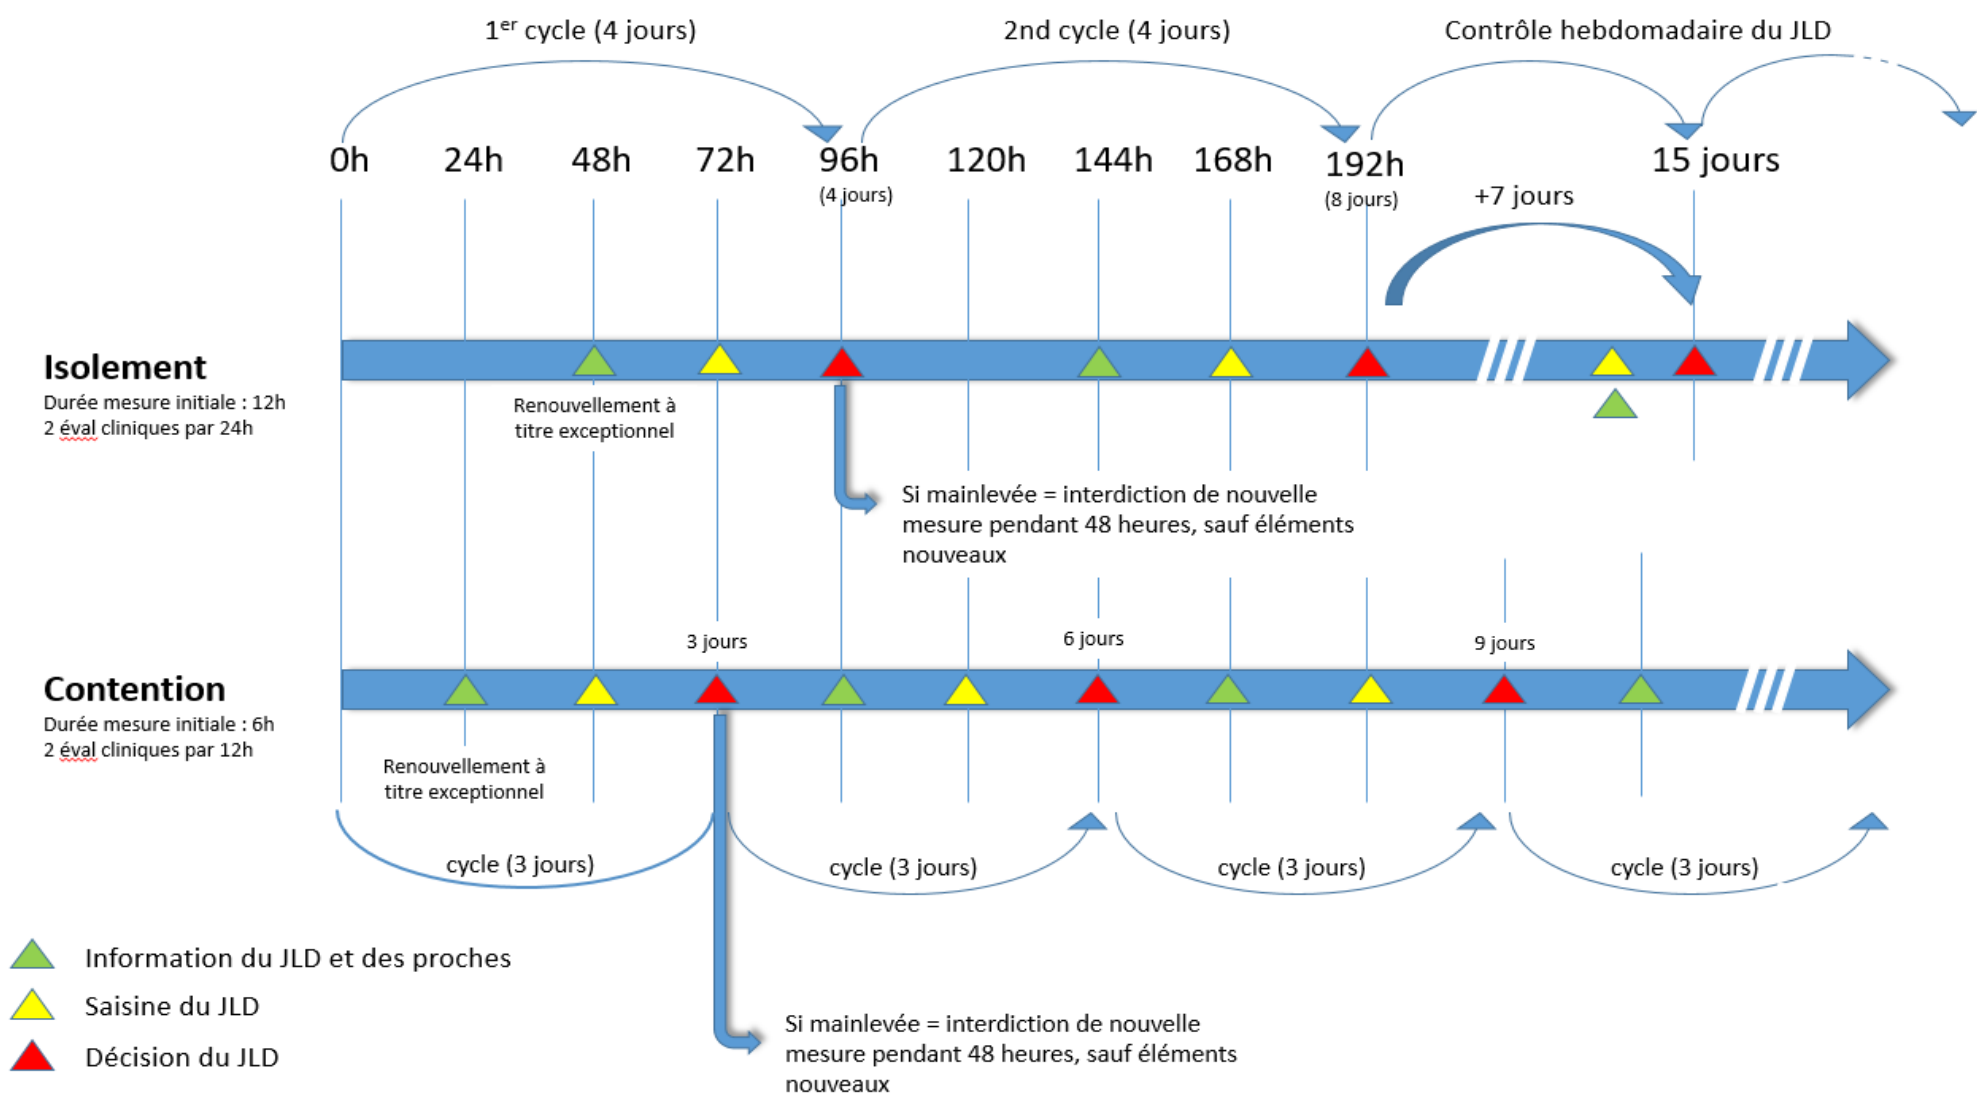 1er cycle (4 jours)
2nd cycle (4 jours)
Contrôle hebdomadaire du JLD
0h
24h
48h
72h
96h
(4 jours)
120h
144h
168h
192h
(8 jours)
15 jours
+7 jours
Isolement
Durée mesure initiale : 12h
2 éval cliniques par 24h
Renouvellement à
titre exceptionnel
Si mainlevée = interdiction de nouvelle
mesure pendant 48 heures, sauf éléments
nouveaux
3 jours
6 jours
9 jours
Contention
Durée mesure initiale : 6h
2 éval cliniques par 12h
Renouvellement à
titre exceptionnel
cycle (3 jours)
cycle (3 jours)
cycle (3 jours)
cycle (3 jours)
Information du JLD et des proches
Saisine du JLD
Décision du JLD
Si mainlevée = interdiction de nouvelle
mesure pendant 48 heures, sauf éléments
nouveaux